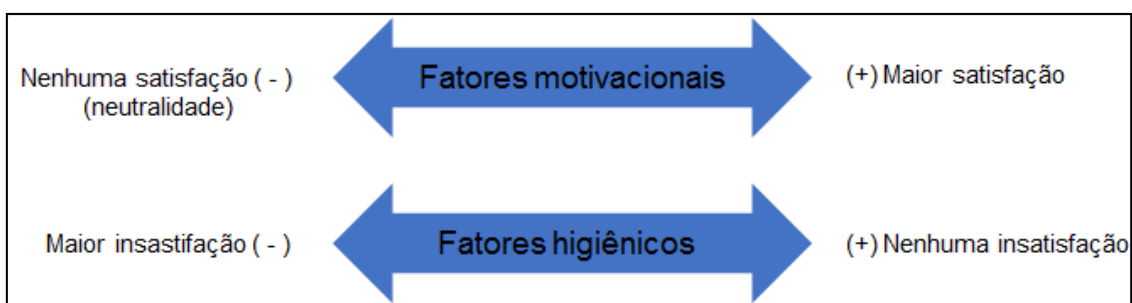 Nenhuma satisfação ( - )
(neutralidade)
Fatores motivacionais
(+) Maior satisfação
Maior insastifação ( - )
Fatores higiênicos
(+) Nenhuma insatisfação